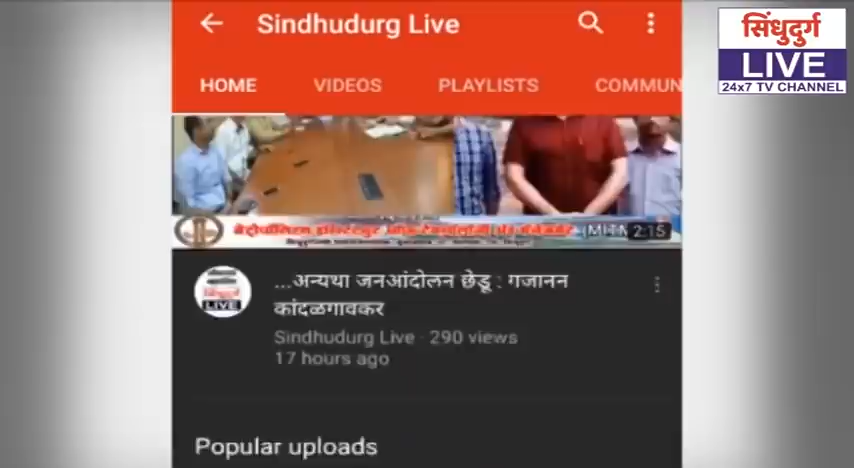 Sindhudurg Live
सिंधुदुर्ग
LIVE
24x7 TV CHANNEL
HOME VIDEOS PLAYLISTS COMMUN
2:15
...अन्यथा जनआंदोलन छेडू : गजानन
कांदळगावकर
Sindhudurg Live · 290 views
17 hours ago
Popular uploads